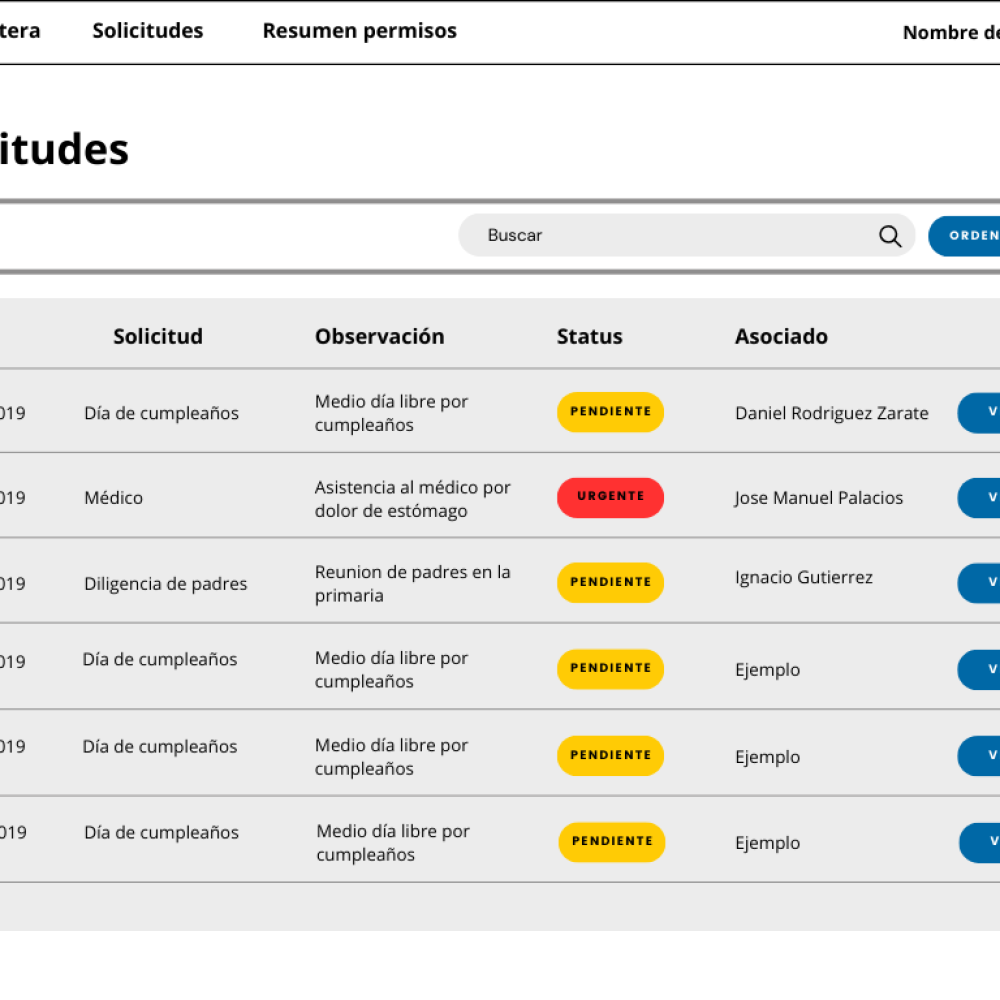 tera Solicitudes Resumen permisos Nombre de
itudes
Buscar ORDEN
Solicitud Observación Status Asociado
019 Día de cumpleaños Medio día libre por cumpleaños PENDIENTE Daniel Rodriguez Zarate V
019 Médico Asistencia al médico por dolor de estómago URGENTE Jose Manuel Palacios V
019 Diligencia de padres Reunion de padres en la primaria PENDIENTE Ignacio Gutierrez V
019 Día de cumpleaños Medio día libre por cumpleaños PENDIENTE Ejemplo V
019 Día de cumpleaños Medio día libre por cumpleaños PENDIENTE Ejemplo V
019 Día de cumpleaños Medio día libre por cumpleaños PENDIENTE Ejemplo V